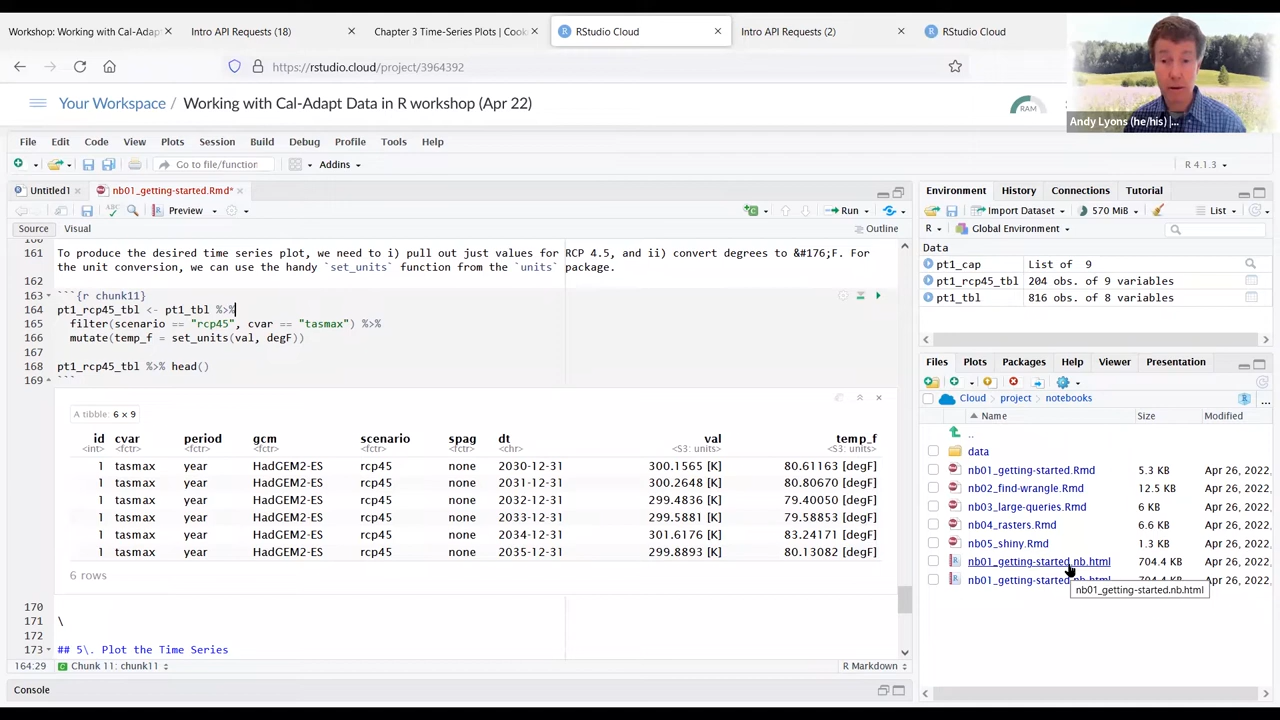 Workshop: Working with Cal-Adap
Intro API Requests (18)
Chapter 3 Time-Series Plots | Cook
RStudio Cloud
Intro API Requests (2)
RStudio Cloud
https://rstudio.cloud/project/3964392
Your Workspace / Working with Cal-Adapt Data in R workshop (Apr 22)
RAM
Andy Lyons (he/his) |...
File Edit Code View Plots Session Build Debug Profile Tools Help
Go to file/function
Addins
R 4.1.3
Untitled1
nb01_getting-started.Rmd*
Preview
Run
Source
Visual
Outline
160
161 To produce the desired time series plot, we need to i) pull out just values for RCP 4.5, and ii) convert degrees to &#176;F. For
the unit conversion, we can use the handy `set_units` function from the `units` package.
162
163 ```{r chunk11}
164 pt1_rcp45_tbl <- pt1_tbl %>%
165 filter(scenario == "rcp45", cvar == "tasmax") %>%
166 mutate(temp_f = set_units(val, degF))
167
168 pt1_rcp45_tbl %>% head()
169 ```
A tibble: 6 × 9
id cvar period gcm scenario spag dt val temp_f
<int> <fctr> <fctr> <fctr> <fctr> <fctr> <chr> <S3: units> <S3: units>
1 tasmax year HadGEM2-ES rcp45 none 2030-12-31 300.1565 [K] 80.61163 [degF]
1 tasmax year HadGEM2-ES rcp45 none 2031-12-31 300.2648 [K] 80.80670 [degF]
1 tasmax year HadGEM2-ES rcp45 none 2032-12-31 299.4836 [K] 79.40050 [degF]
1 tasmax year HadGEM2-ES rcp45 none 2033-12-31 299.5881 [K] 79.58853 [degF]
1 tasmax year HadGEM2-ES rcp45 none 2034-12-31 301.6176 [K] 83.24171 [degF]
1 tasmax year HadGEM2-ES rcp45 none 2035-12-31 299.8893 [K] 80.13082 [degF]
6 rows
170
171 \
172
173 ## 5\. Plot the Time Series
164:29 Chunk 11: chunk11 R Markdown
Console
Environment History Connections Tutorial
Import Dataset 570 MiB List
R Global Environment
Data
pt1_cap List of 9
pt1_rcp45_tbl 204 obs. of 9 variables
pt1_tbl 816 obs. of 8 variables
Files Plots Packages Help Viewer Presentation
Cloud project notebooks
Name Size Modified
..
data
nb01_getting-started.Rmd 5.3 KB Apr 26, 2022,
nb02_find-wrangle.Rmd 12.5 KB Apr 26, 2022,
nb03_large-queries.Rmd 6 KB Apr 26, 2022,
nb04_rasters.Rmd 6.6 KB Apr 26, 2022,
nb05_shiny.Rmd 1.3 KB Apr 26, 2022,
nb01_getting-started.nb.html 704.4 KB Apr 26, 2022,
nb01_getting-started.nb.html 704.4 KB Apr 26, 2022,
nb01_getting-started.nb.html